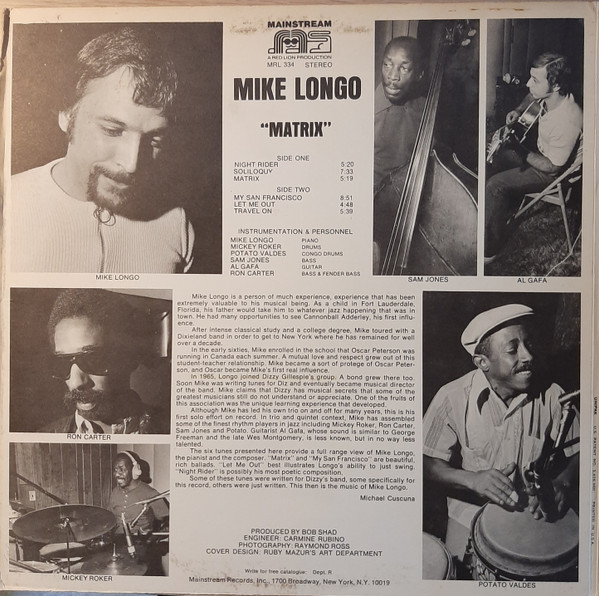 MAINSTREAM
A RED LION PRODUCTION
MRL 334 STEREO
MIKE LONGO
"MATRIX"
SIDE ONE
NIGHT RIDER 5:20
SOLILOQUY 7:33
MATRIX 5:19
SIDE TWO
MY SAN FRANCISCO 8:51
LET ME OUT 4:48
TRAVEL ON 5:39
INSTRUMENTATION & PERSONNEL
MIKE LONGO PIANO
MICKEY ROKER DRUMS
POTATO VALDES CONGO DRUMS
SAM JONES BASS
AL GAFA GUITAR
RON CARTER BASS & FENDER BASS
MIKE LONGO
SAM JONES
AL GAFA
Mike Longo is a person of much experience, experience that has been
extremely valuable to his musical being. As a child in Fort Lauderdale,
Florida, his father would take him to whatever jazz happening that was in
town. He had many opportunities to see Cannonball Adderley, his first influ-
ence.
After intense classical study and a college degree, Mike toured with a
Dixieland band in order to get to New York where he has remained for well
over a decade.
In the early sixties, Mike enrolled in the school that Oscar Peterson was
running in Canada each summer. A mutual love and respect grew out of this
student-teacher relationship. Mike became a sort of protege of Oscar Peter-
son, and Oscar became Mike's first real influence.
In 1965, Longo joined Dizzy Gillespie's group. A bond grew there too.
Soon Mike was writing tunes for Diz and eventually became musical director
of the band. Mike claims that Dizzy has musical secrets that some of the
greatest musicians still do not understand or appreciate. One of the fruits of
this association was the unique learning experience that developed.
Although Mike has led his own trio on and off for many years, this is his
first solo effort on record. In trio and quintet context, Mike has assembled
some of the finest rhythm players in jazz including Mickey Roker, Ron Carter,
Sam Jones and Potato. Guitarist Al Gafa, whose sound is similar to George
Freeman and the late Wes Montgomery, is less known, but in no way less
talented.
The six tunes presented here provide a full range view of Mike Longo,
the pianist and the composer. "Matrix" and "My San Francisco" are beautiful,
rich ballads. "Let Me Out" best illustrates Longo's ability to just swing.
"Night Rider" is possibly his most poetic composition.
Some of these tunes were written for Dizzy's band, some specifically for
this record, others were just written. This then is the music of Mike Longo.
Michael Cuscuna
RON CARTER
MICKEY ROKER
PRODUCED BY BOB SHAD
ENGINEER: CARMINE RUBINO
PHOTOGRAPHY: RAYMOND ROSS
COVER DESIGN: RUBY MAZUR'S ART DEPARTMENT
Write for free catalogue: Dept. R
Mainstream Records, Inc., 1700 Broadway, New York, N.Y. 10019
POTATO VALDES